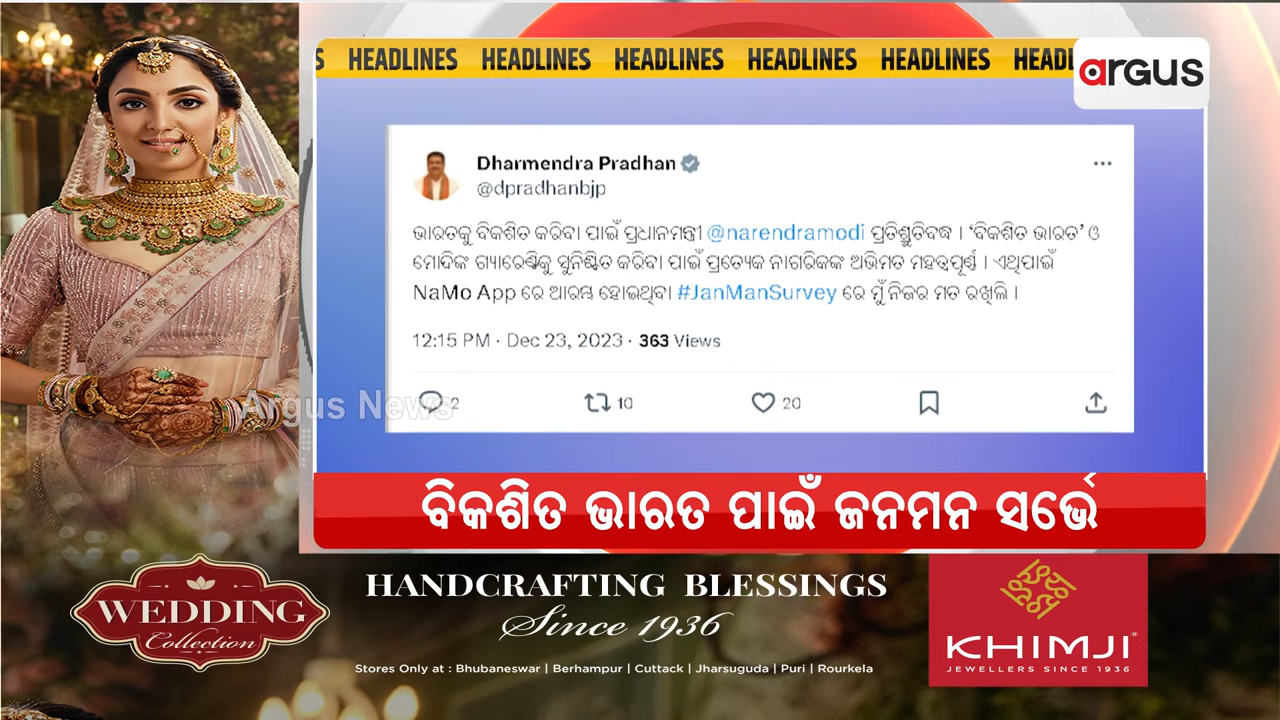 HEADLINES HEADLINES HEADLINES HEADLINES HEADLINES
argus
Dharmendra Pradhan
@dpradhanbjp
ଭାରତକୁ ବିକଶିତ କରିବା ପାଇଁ ପ୍ରଧାନମନ୍ତ୍ରୀ @narendramodi ପ୍ରତିଶ୍ରୁତିବଦ୍ଧ । ‘ବିକଶିତ ଭାରତ’ ଓ
ମୋଦିଙ୍କ ଗ୍ୟାରେଣ୍ଟିକୁ ସୁନିଶ୍ଚିତ କରିବା ପାଇଁ ପ୍ରତ୍ୟେକ ନାଗରିକଙ୍କ ଅଭିମତ ମହତ୍ୱପୂର୍ଣ୍ଣ । ଏଥିପାଇଁ
NaMo App ରେ ଆରମ୍ଭ ହୋଇଥିବା #JanManSurvey ରେ ମୁଁ ନିଜର ମତ ରଖିଲି ।
12:15 PM · Dec 23, 2023 · 363 Views
2 10 20
Argus News
ବିକଶିତ ଭାରତ ପାଇଁ ଜନମନ ସର୍ଭେ
WEDDING
Collection
HANDCRAFTING BLESSINGS
Since 1936
Stores Only at : Bhubaneswar | Berhampur | Cuttack | Jharsuguda | Puri | Rourkela
KHIMJI
JEWELLERS SINCE 1936